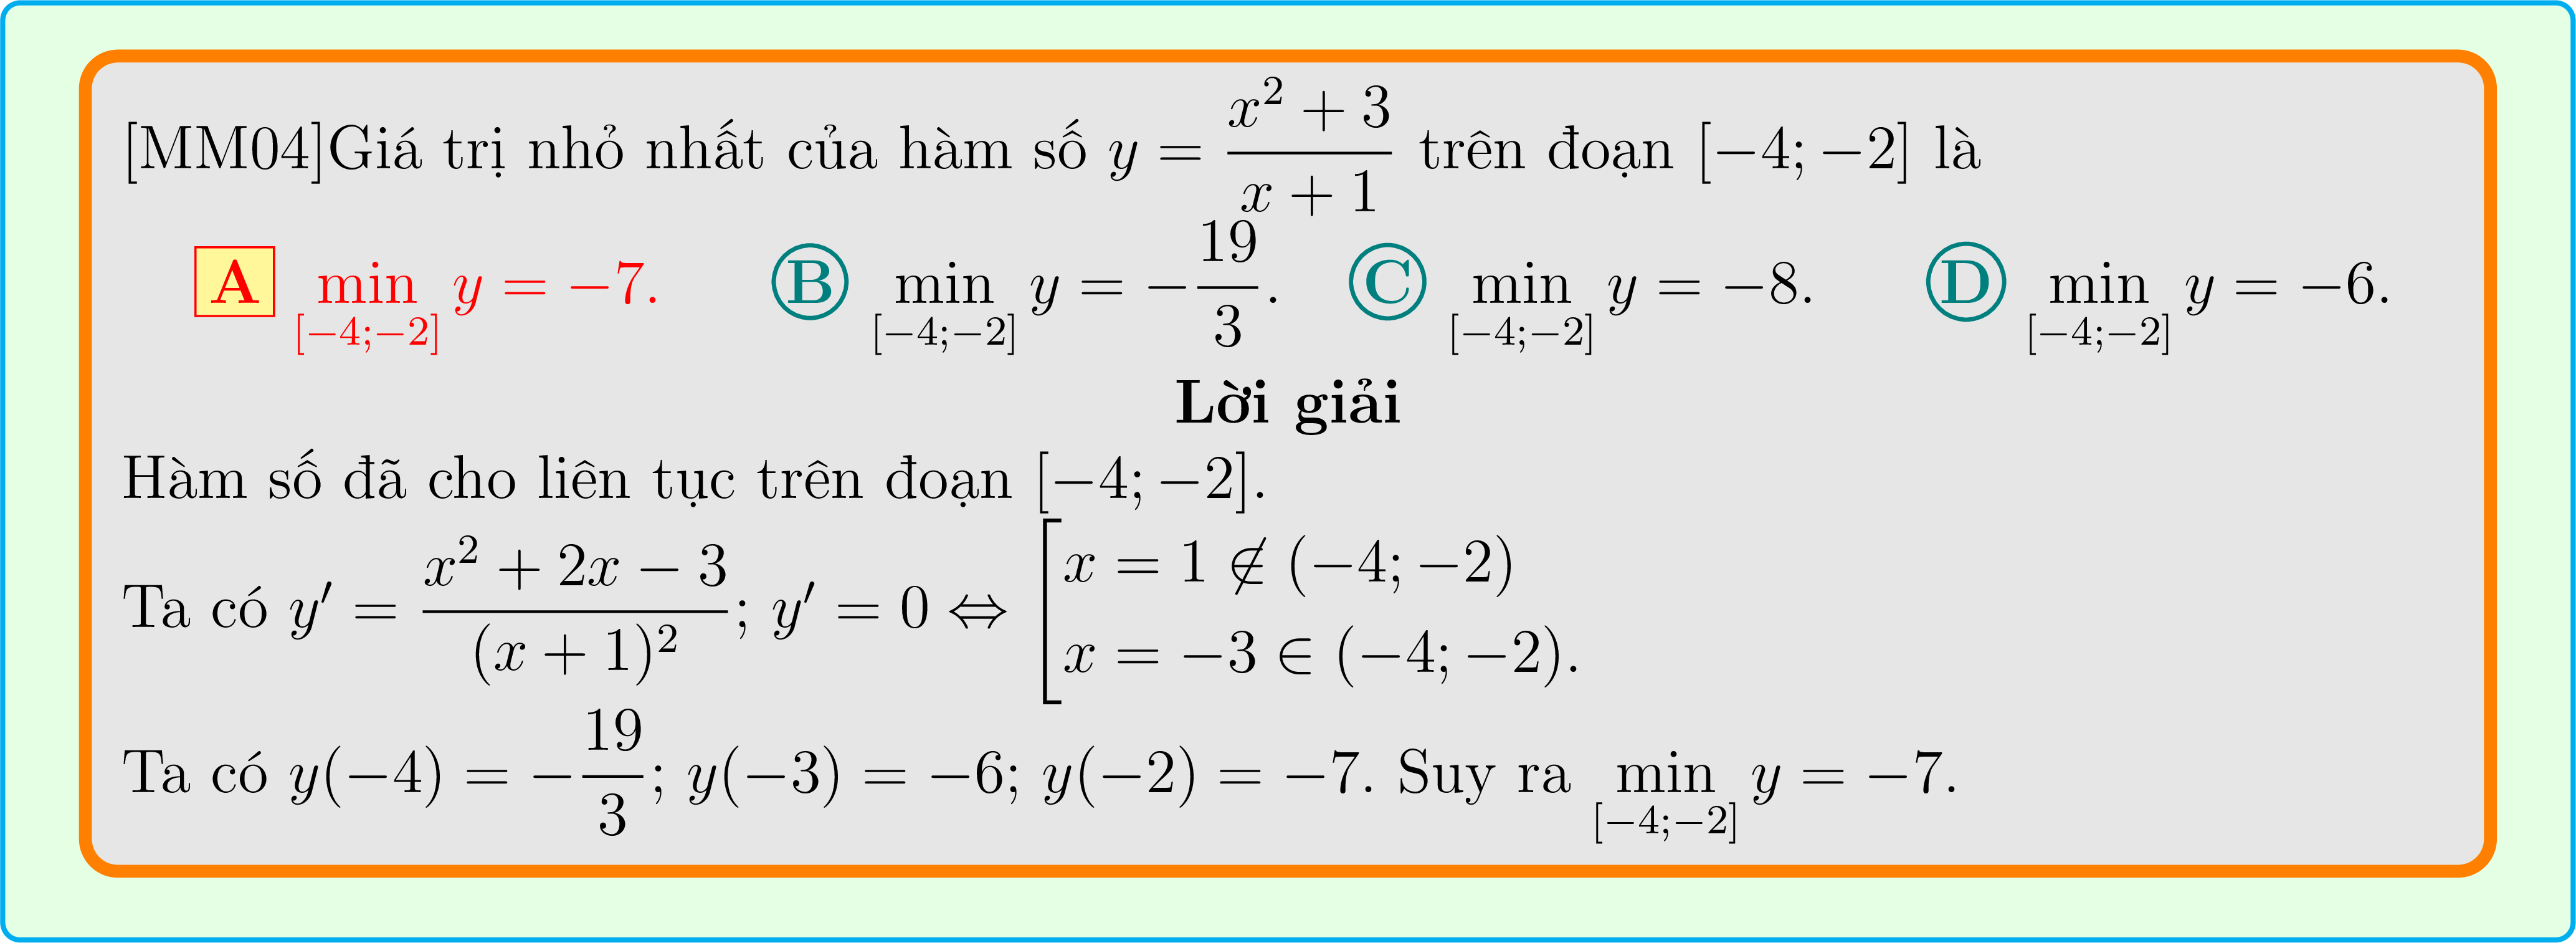 [MM04]Giá trị nhỏ nhất của hàm số $y = \dfrac{x^2 + 3}{x + 1}$ trên đoạn $[-4; -2]$ là
A $\min\limits_{[-4;-2]} y = -7.$ B $\min\limits_{[-4;-2]} y = -\dfrac{19}{3}.$ C $\min\limits_{[-4;-2]} y = -8.$ D $\min\limits_{[-4;-2]} y = -6.$
Lời giải
Hàm số đã cho liên tục trên đoạn $[-4; -2].$
Ta có $y' = \dfrac{x^2 + 2x - 3}{(x + 1)^2}; y' = 0 \Leftrightarrow \left[\begin{array}{l} x = 1 \notin (-4; -2) \\ x = -3 \in (-4; -2). \end{array}\right.$
Ta có $y(-4) = -\dfrac{19}{3}; y(-3) = -6; y(-2) = -7.$ Suy ra $\min\limits_{[-4;-2]} y = -7.$